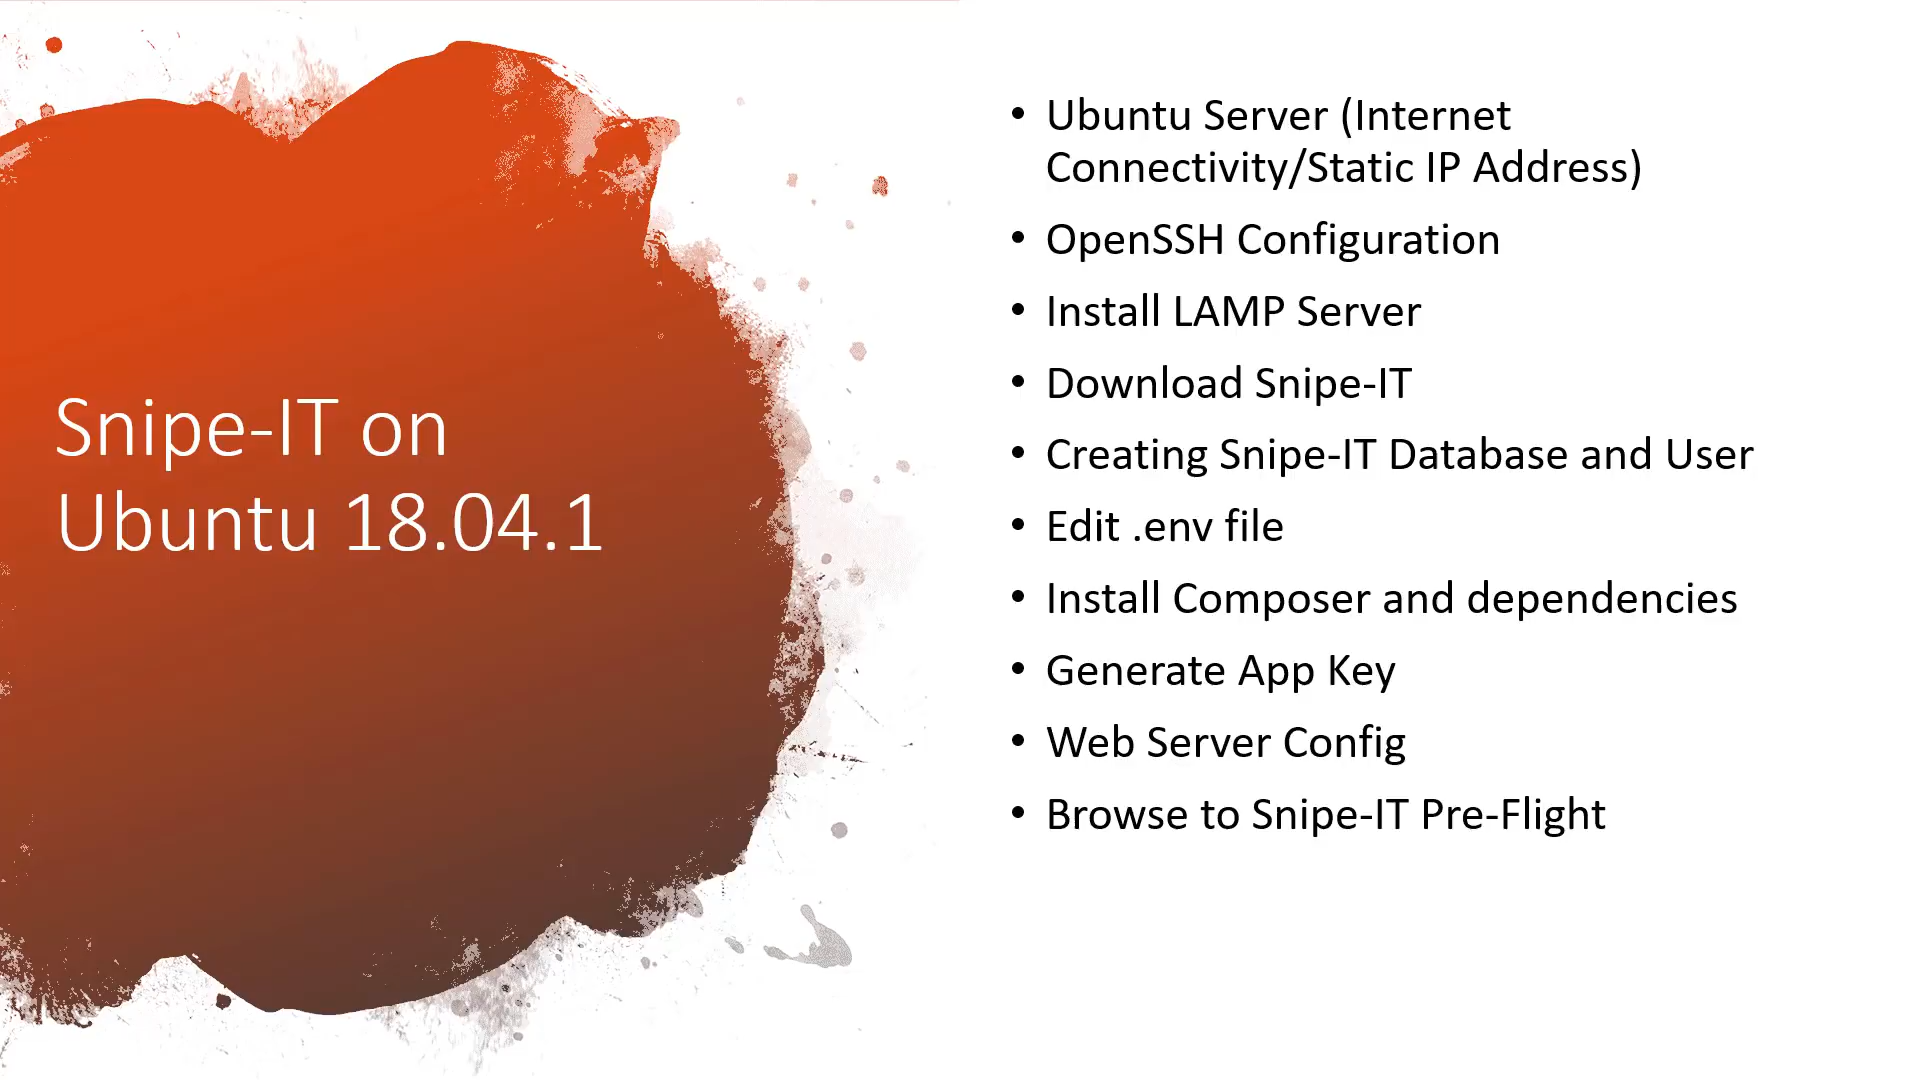 Snipe-IT on
Ubuntu 18.04.1
• Ubuntu Server (Internet
Connectivity/Static IP Address)
• OpenSSH Configuration
• Install LAMP Server
• Download Snipe-IT
• Creating Snipe-IT Database and User
• Edit .env file
• Install Composer and dependencies
• Generate App Key
• Web Server Config
• Browse to Snipe-IT Pre-Flight